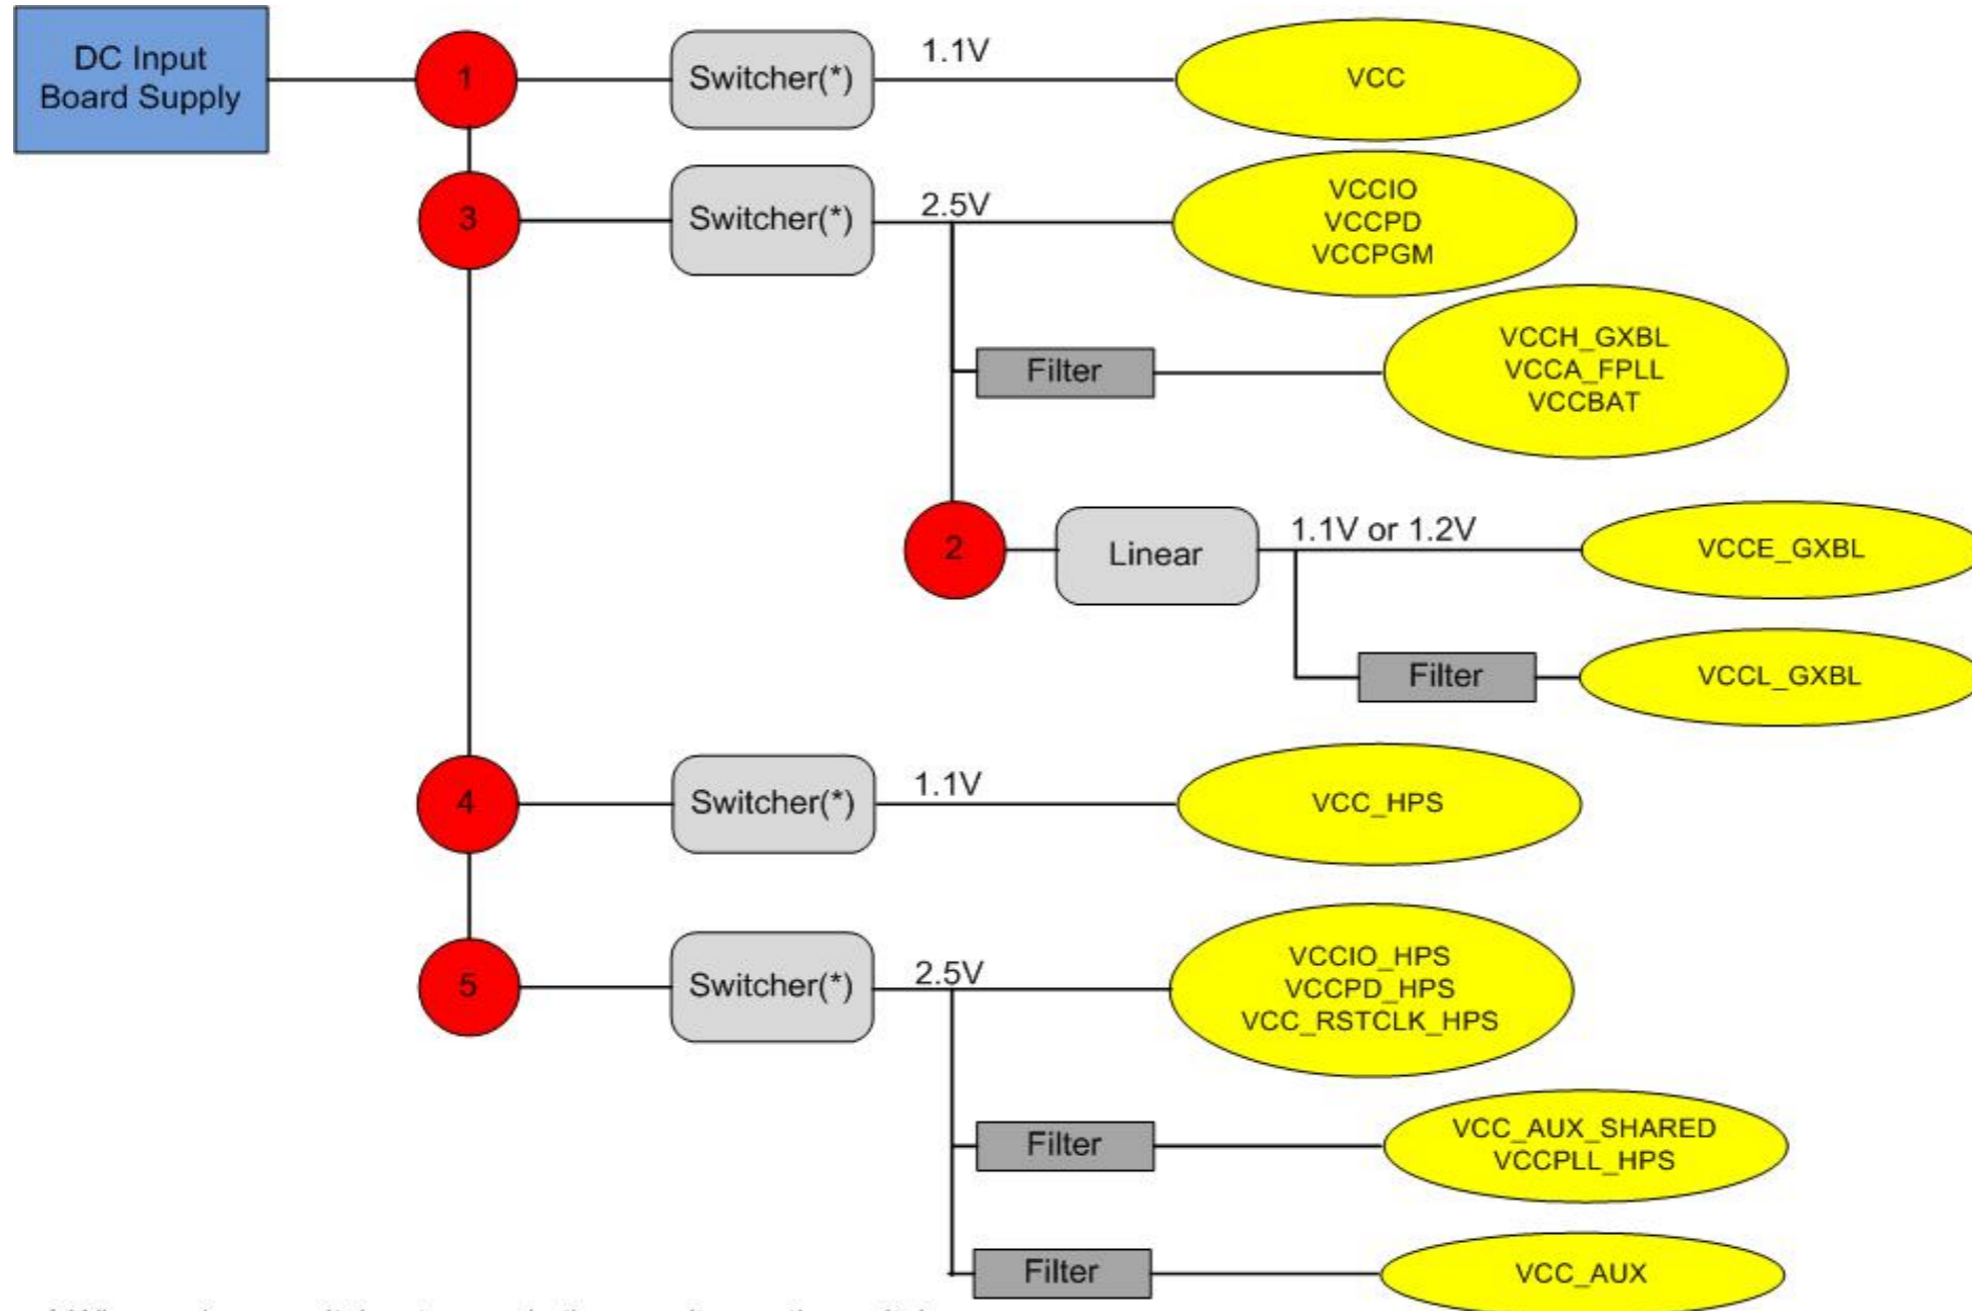 DC Input
Board Supply
1
Switcher(*)
1.1V
VCC
3
Switcher(*)
2.5V
VCCIO
VCCPD
VCCPGM
Filter
VCCH_GXBL
VCCA_FPLL
VCCBAT
2
Linear
1.1V or 1.2V
VCCE_GXBL
Filter
VCCL_GXBL
4
Switcher(*)
1.1V
VCC_HPS
5
Switcher(*)
2.5V
VCCIO_HPS
VCCPD_HPS
VCC_RSTCLK_HPS
Filter
VCC_AUX_SHARED
VCCPLL_HPS
Filter
VCC_AUX